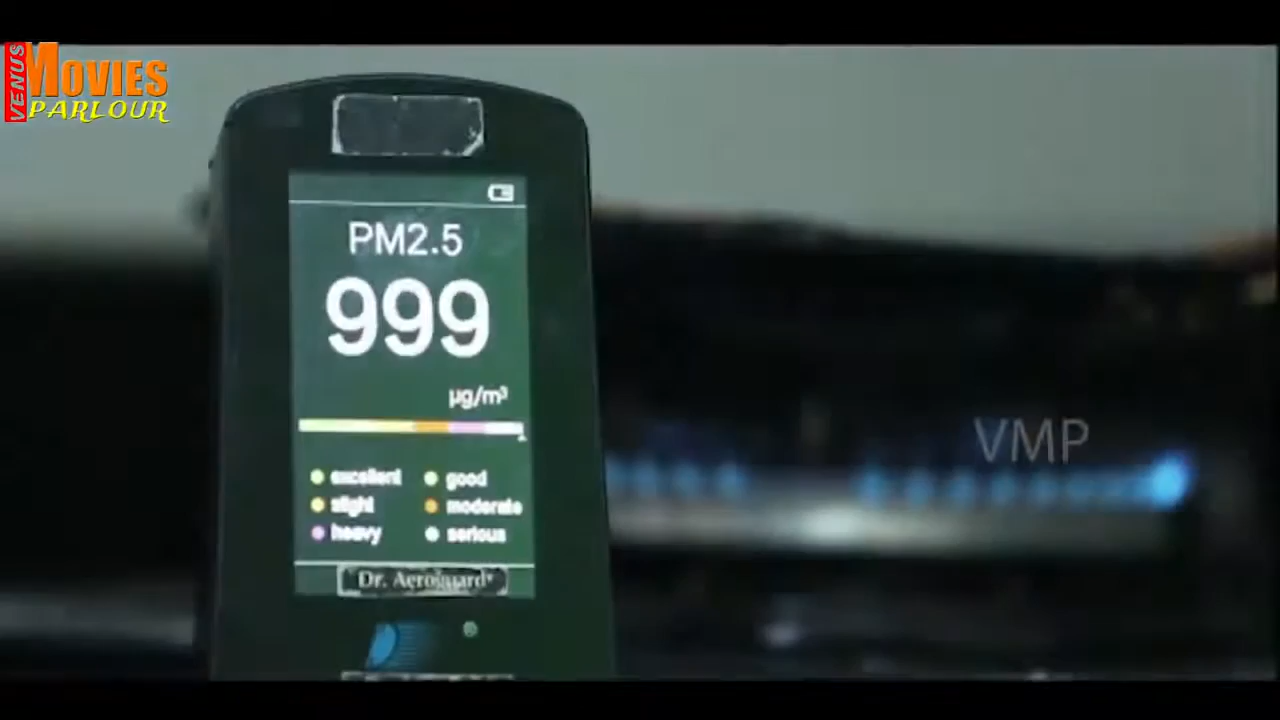 VENUS
MOVIES
PARLOUR
PM2.5
999
µg/m³
excellent good
slight moderate
heavy serious
Dr. Aeroguard
VMP
®